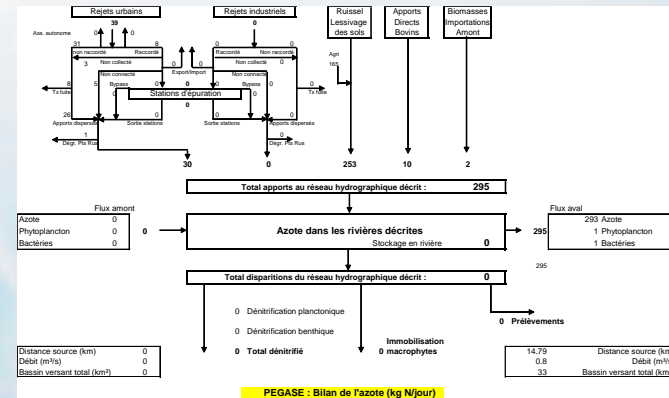 Rejets urbains
39
Rejets industriels
0
Ruissel
Lessivage
des sols
Apports
Directs
Bovins
Biomasses
Importations
Amont
Ass. autonome
0
0
0
0
31
8
0
0
non raccordé
Raccordé
Raccordé
non raccordé
Agri
165
3
Non collecté
0
0
Non collecté
0
Non connecté
Export/Import
Non connecté
8
5
Bypass
0
0
0
Bypass
0
0
Tx fuite
0
0
Tx fuite
Stations d'épuration
0
26
0
0
0
Apports dispersés
Sortie stations
Sortie stations
Apports dispersés
1
0
Dégr. Pts Rus
Dégr. Pts Rus
30
0
253
10
2
Total apports au réseau hydrographique décrit :
295
Flux amont
Flux aval
Azote
0
Phytoplancton
0
Bactéries
0
0
Azote dans les rivières décrites
Stockage en rivière
0
295
293 Azote
1 Phytoplancton
1 Bactéries
295
Total disparitions du réseau hydrographique décrit :
0
0 Dénitrification planctonique
0 Prélèvements
0 Dénitrification benthique
0 Total dénitrifié
Immobilisation
0 macrophytes
Distance source (km)
0
Débit (m³/s)
0
Bassin versant total (km²)
0
14.79
Distance source (km
0.8
Débit (m³/s
33
Bassin versant total (km
PEGASE : Bilan de l'azote (kg N/jour)